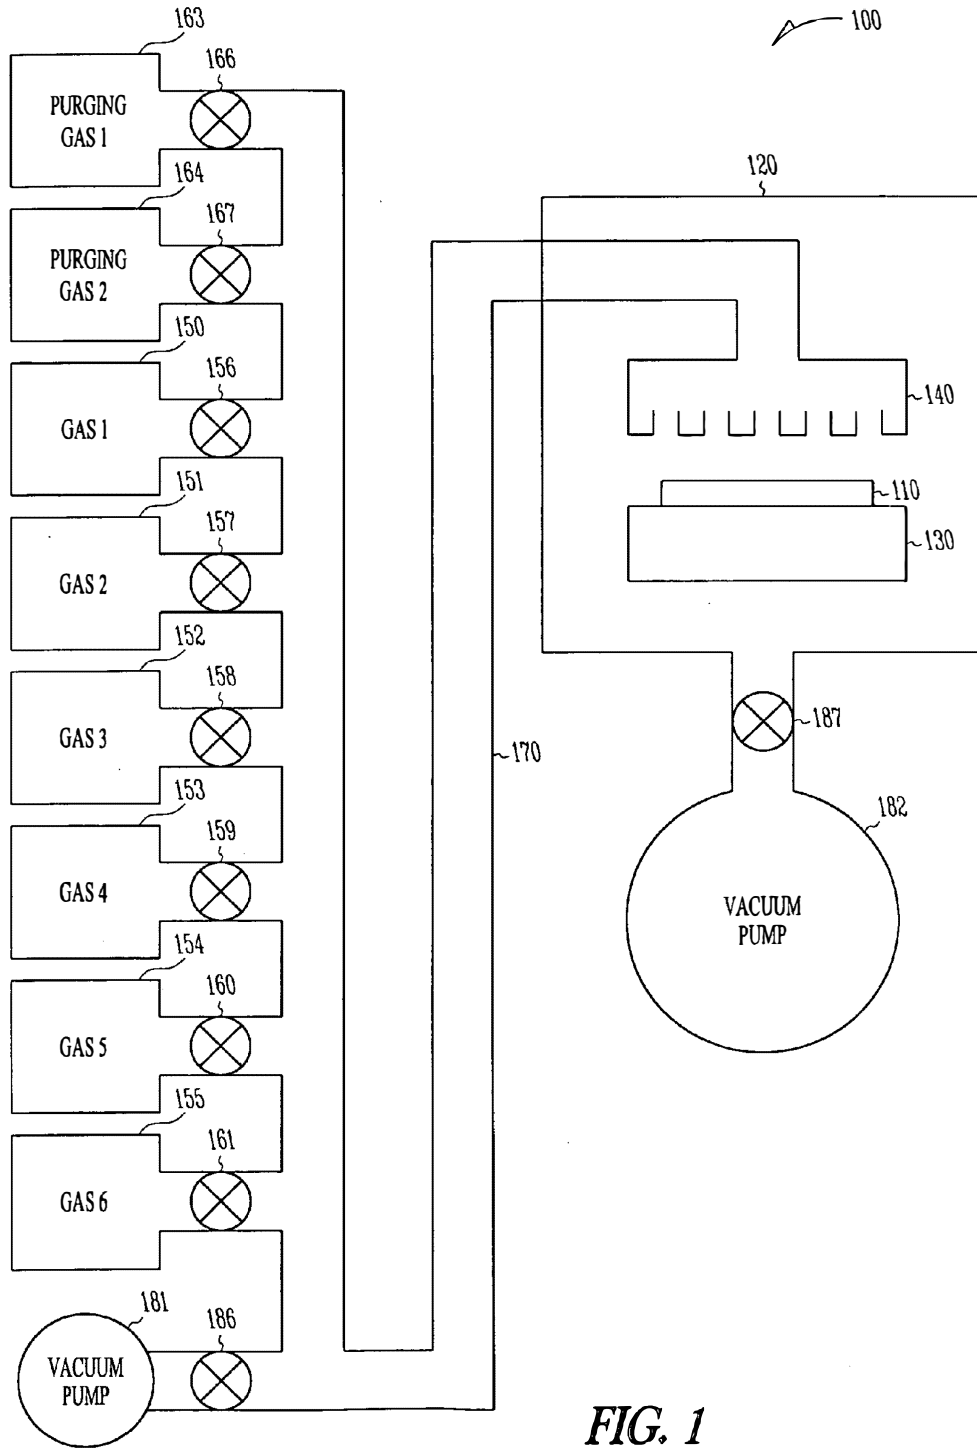 100
163
166
PURGING
GAS 1
164
167
PURGING
GAS 2
150
156
GAS 1
151
157
GAS 2
152
158
GAS 3
153
159
GAS 4
154
160
GAS 5
155
161
GAS 6
181
186
VACUUM
PUMP
170
120
140
110
130
187
182
VACUUM
PUMP
FIG. 1